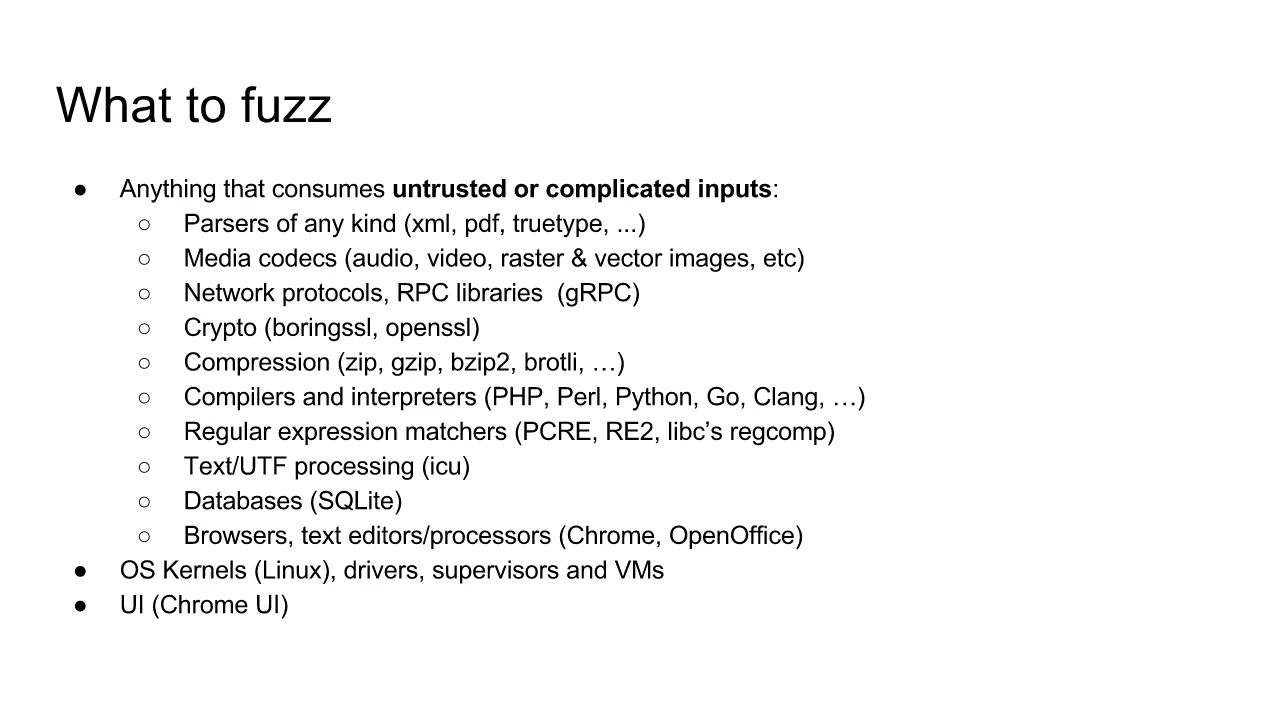 What to fuzz
● Anything that consumes untrusted or complicated inputs:
○ Parsers of any kind (xml, pdf, truetype, ...)
○ Media codecs (audio, video, raster & vector images, etc)
○ Network protocols, RPC libraries  (gRPC)
○ Crypto (boringssl, openssl)
○ Compression (zip, gzip, bzip2, brotli, …)
○ Compilers and interpreters (PHP, Perl, Python, Go, Clang, …)
○ Regular expression matchers (PCRE, RE2, libc’s regcomp)
○ Text/UTF processing (icu)
○ Databases (SQLite)
○ Browsers, text editors/processors (Chrome, OpenOffice)
● OS Kernels (Linux), drivers, supervisors and VMs
● UI (Chrome UI)